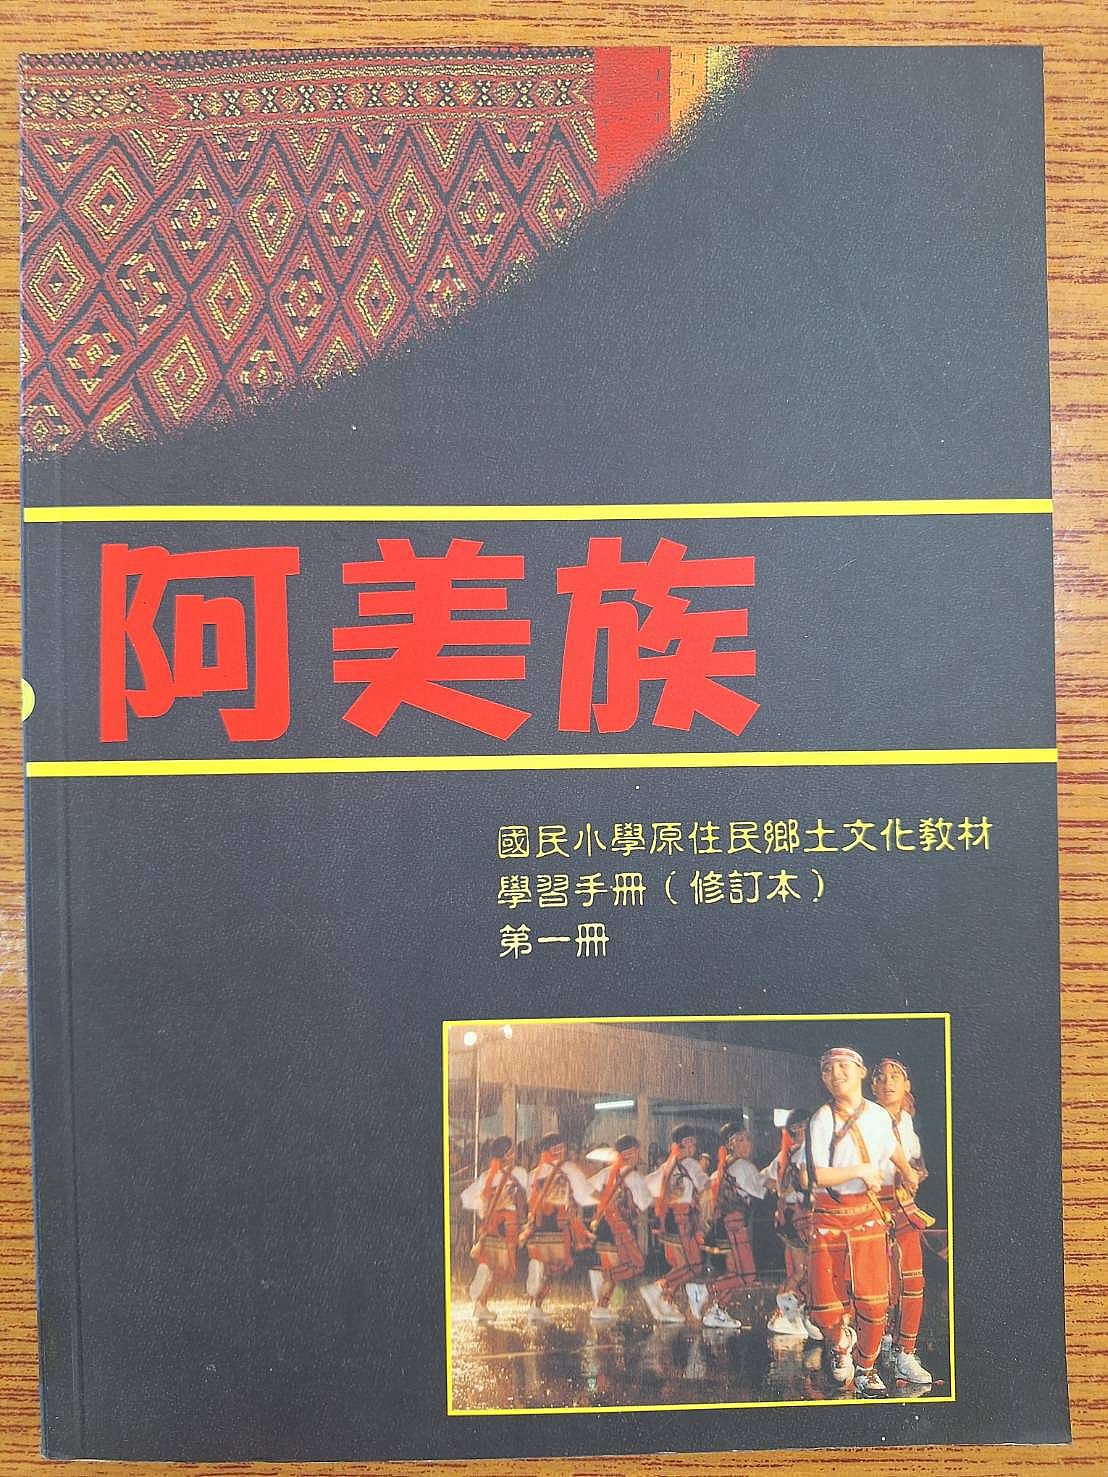 阿美族
國民小學原住民鄉土文化教材
學習手冊（修訂本）
第一冊